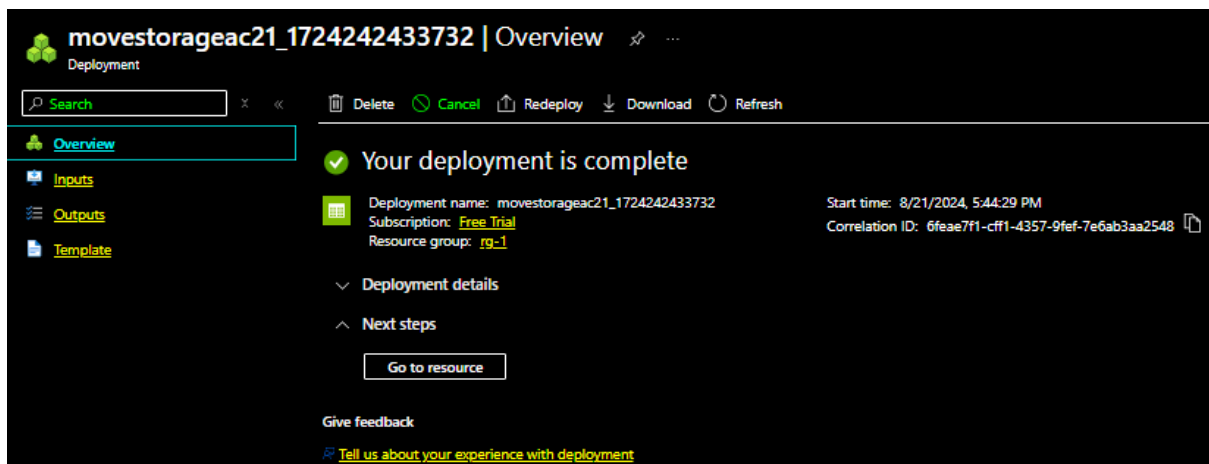 movestorageac21_1724242433732 | Overview ...
Deployment
Search
Delete Cancel Redeploy Download Refresh
Overview
Inputs
Outputs
Template
Your deployment is complete
Deployment name: movestorageac21_1724242433732
Subscription: Free Trial
Resource group: rg-1
Start time: 8/21/2024, 5:44:29 PM
Correlation ID: 6feae7f1-cff1-4357-9fef-7e6ab3aa2548
Deployment details
Next steps
Go to resource
Give feedback
Tell us about your experience with deployment